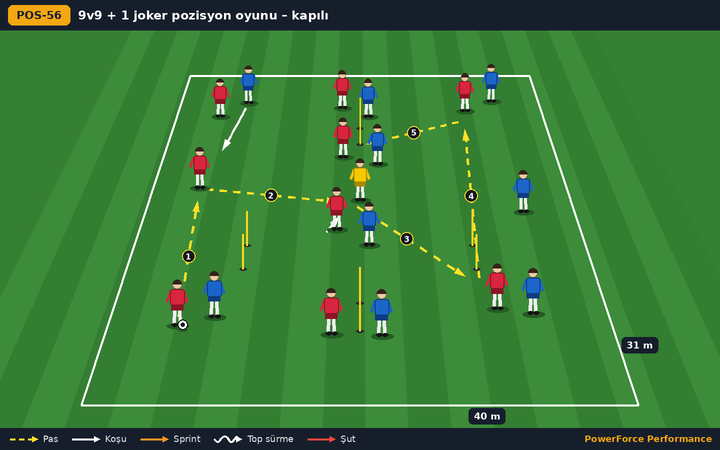 POS-56 9v9 + 1 joker pozisyon oyunu – kapılı
5
2
4
3
1
31 m
40 m
Pas Koşu Sprint Top sürme Şut PowerForce Performance